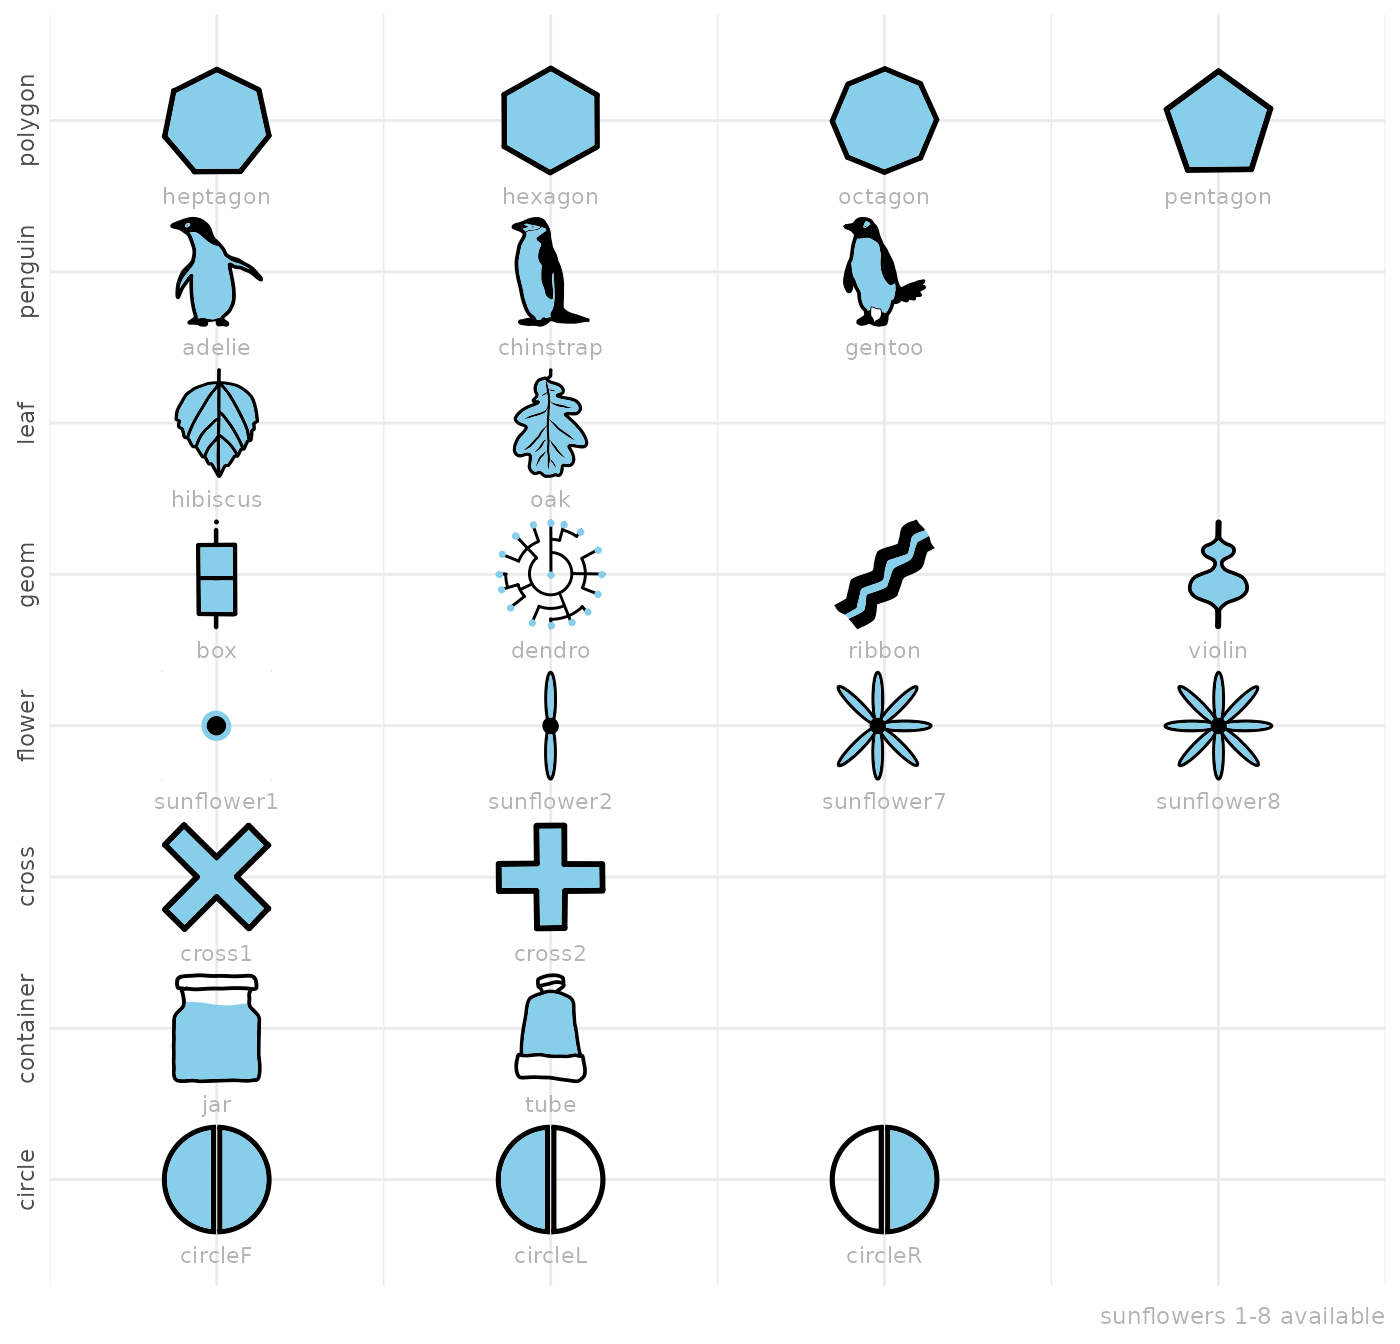 polygon
heptagon
hexagon
octagon
pentagon
penguin
adelie
chinstrap
gentoo
leaf
hibiscus
oak
geom
box
dendro
ribbon
violin
flower
sunflower1
sunflower2
sunflower7
sunflower8
cross
cross1
cross2
container
jar
tube
circle
circleF
circleL
circleR
sunflowers 1-8 available